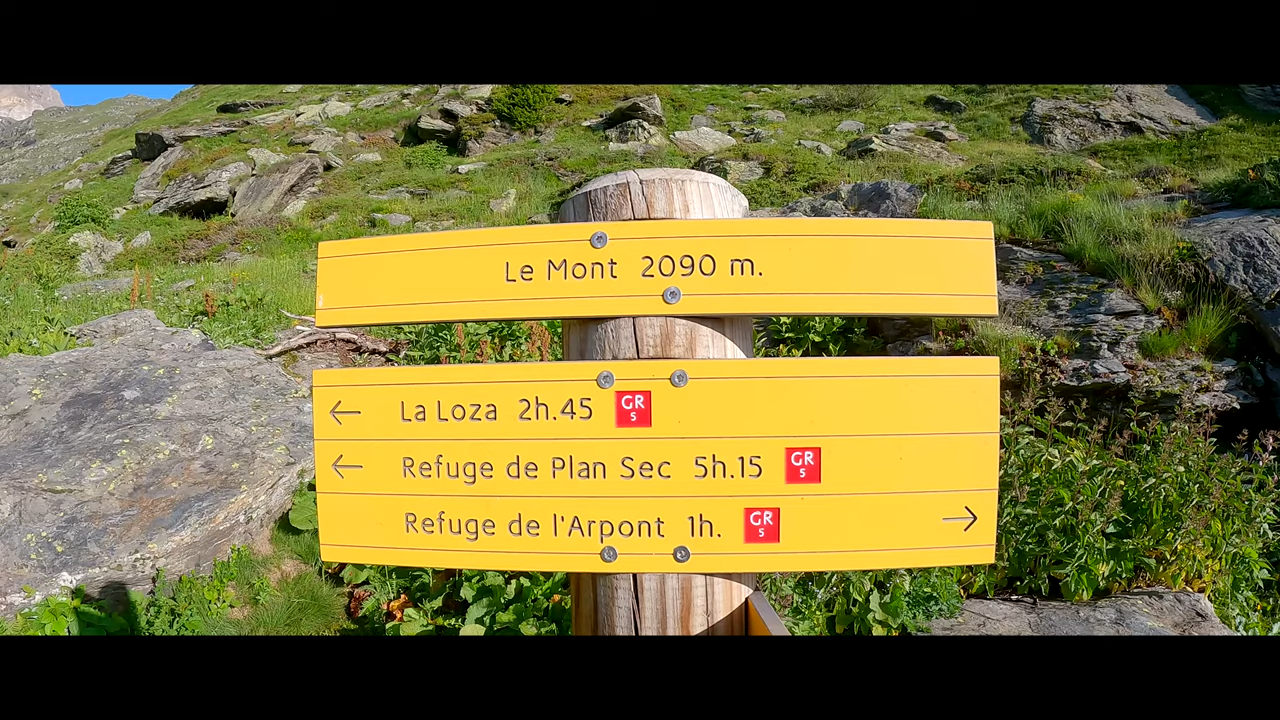 Le Mont 2090 m.
← La Loza 2h.45 GR 5
← Refuge de Plan Sec 5h.15 GR 5
Refuge de l'Arpont 1h. GR 5 →